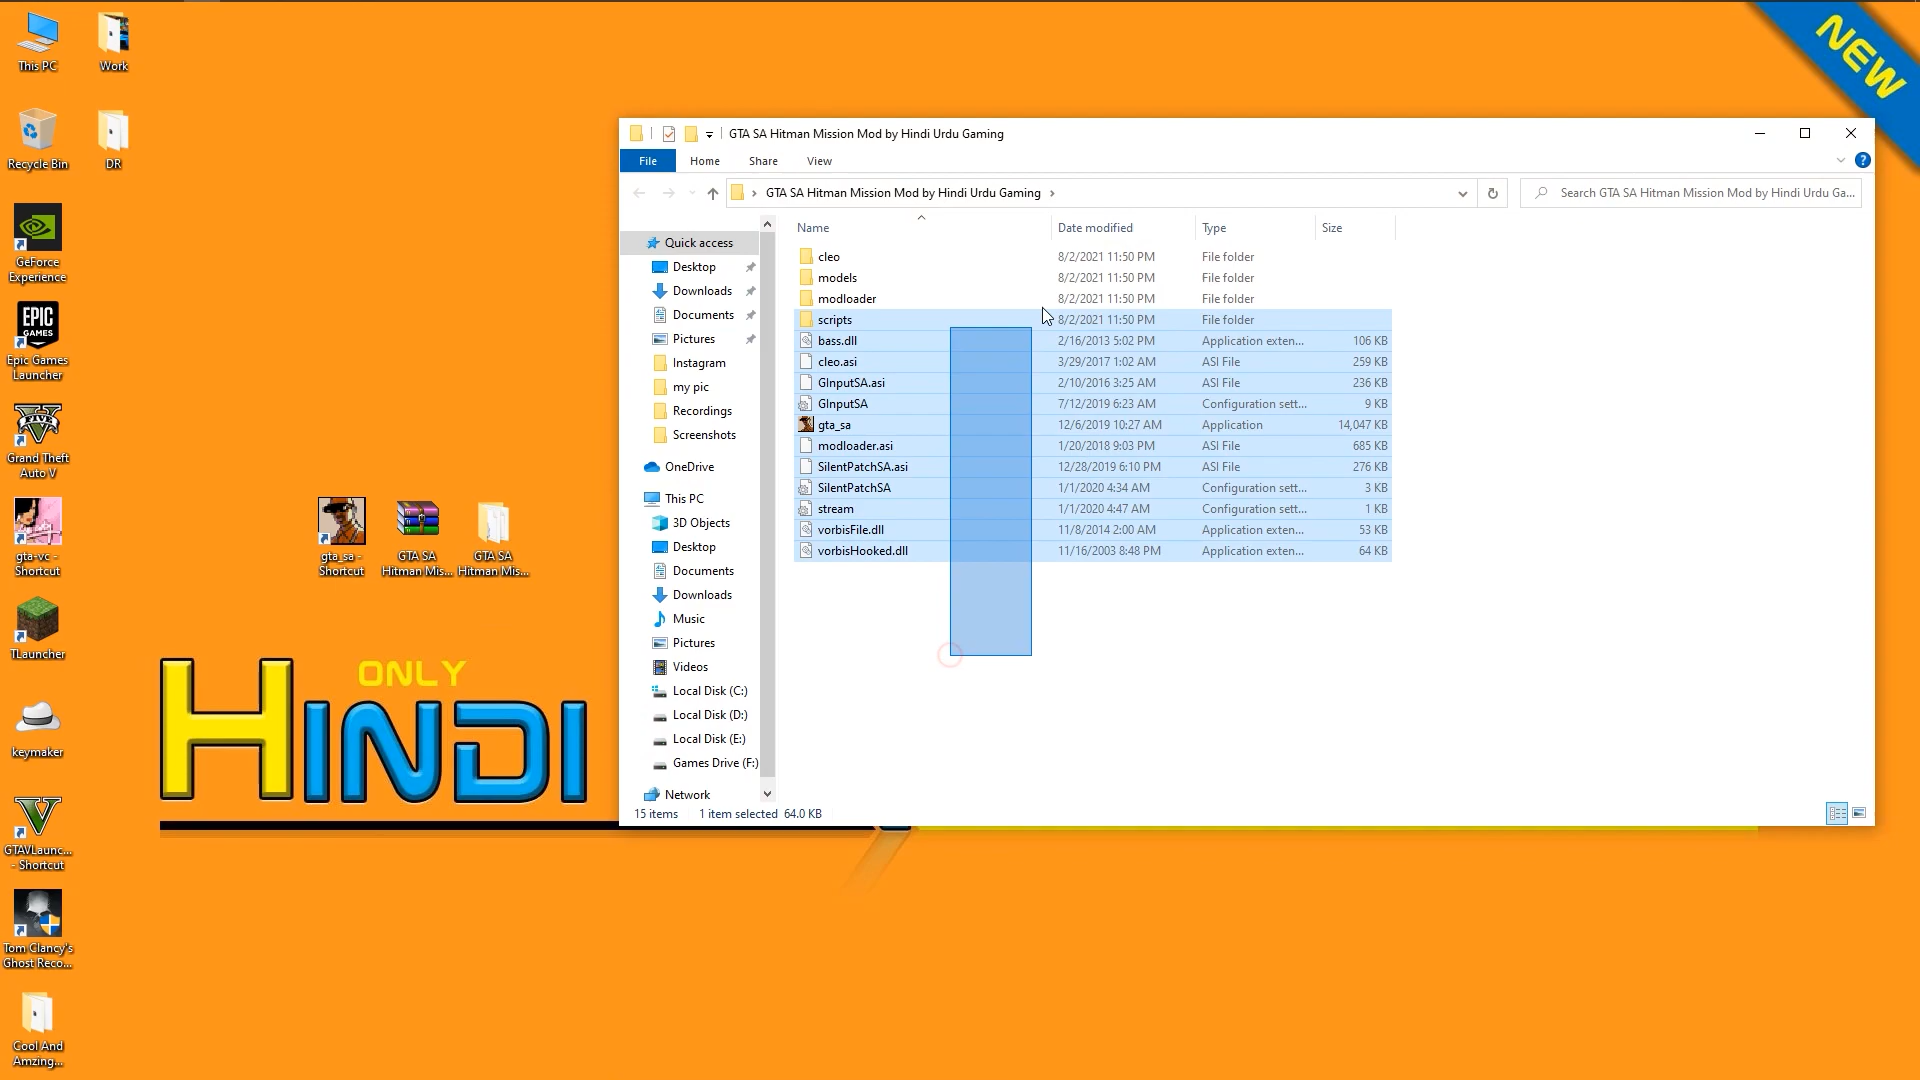 This PC
Work
Recycle Bin
DR
GeForce
Experience
EPIC
GAMES
Epic Games
Launcher
FIVE
Grand Theft
Auto V
gta-vc -
Shortcut
TLauncher
keymaker
GTAVLaunc...
- Shortcut
Tom Clancy's
Ghost Reco...
Cool And
Amzing...
gta_sa -
Shortcut
GTA SA
Hitman Mis...
GTA SA
Hitman Mis...
ONLY
HINDI
NEW
GTA SA Hitman Mission Mod by Hindi Urdu Gaming
File
Home
Share
View
GTA SA Hitman Mission Mod by Hindi Urdu Gaming
Search GTA SA Hitman Mission Mod by Hindi Urdu Ga...
Quick access
Desktop
Downloads
Documents
Pictures
Instagram
my pic
Recordings
Screenshots
OneDrive
This PC
3D Objects
Desktop
Documents
Downloads
Music
Pictures
Videos
Local Disk (C:)
Local Disk (D:)
Local Disk (E:)
Games Drive (F:)
Network
Name Date modified Type Size
cleo 8/2/2021 11:50 PM File folder
models 8/2/2021 11:50 PM File folder
modloader 8/2/2021 11:50 PM File folder
scripts 8/2/2021 11:50 PM File folder
bass.dll 2/16/2013 5:02 PM Application exten... 106 KB
cleo.asi 3/29/2017 1:02 AM ASI File 259 KB
GInputSA.asi 2/10/2016 3:25 AM ASI File 236 KB
GInputSA 7/12/2019 6:23 AM Configuration sett... 9 KB
gta_sa 12/6/2019 10:27 AM Application 14,047 KB
modloader.asi 1/20/2018 9:03 PM ASI File 685 KB
SilentPatchSA.asi 12/28/2019 6:10 PM ASI File 276 KB
SilentPatchSA 1/1/2020 4:34 AM Configuration sett... 3 KB
stream 1/1/2020 4:47 AM Configuration sett... 1 KB
vorbisFile.dll 11/8/2014 2:00 AM Application exten... 53 KB
vorbisHooked.dll 11/16/2003 8:48 PM Application exten... 64 KB
15 items 1 item selected 64.0 KB